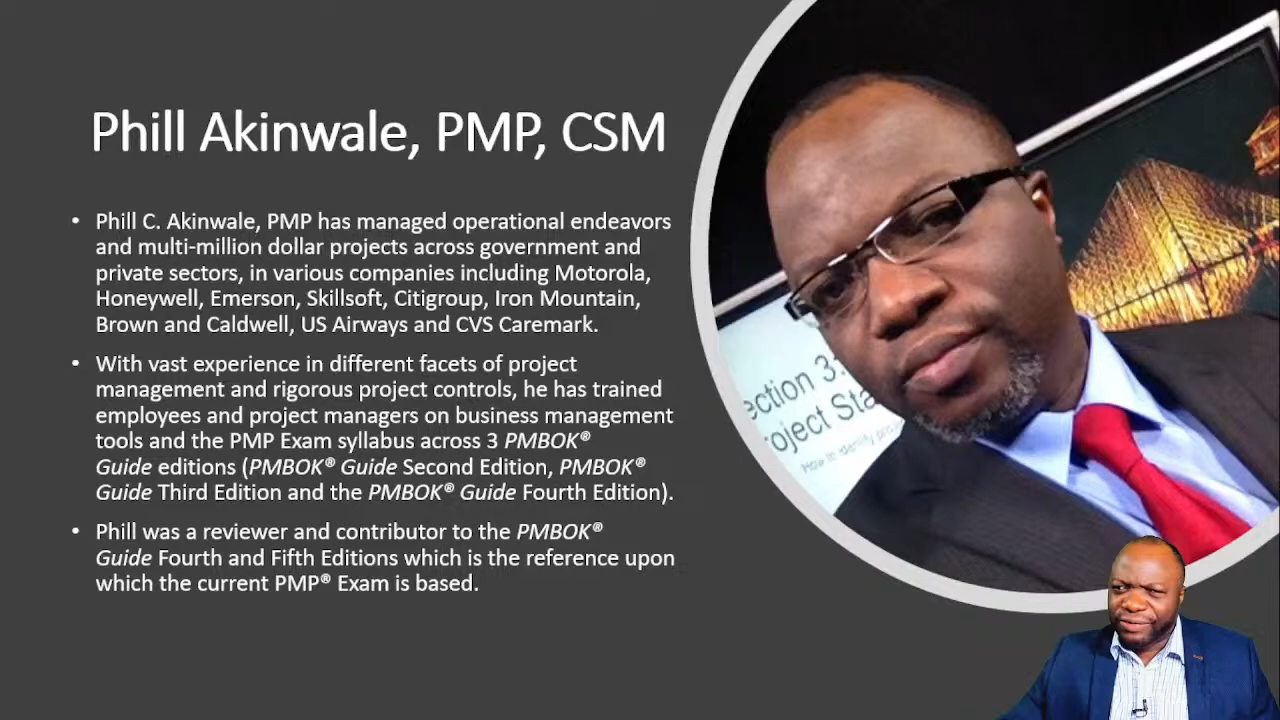 Phill Akinwale, PMP, CSM
• Phill C. Akinwale, PMP has managed operational endeavors
and multi-million dollar projects across government and
private sectors, in various companies including Motorola,
Honeywell, Emerson, Skillsoft, Citigroup, Iron Mountain,
Brown and Caldwell, US Airways and CVS Caremark.
• With vast experience in different facets of project
management and rigorous project controls, he has trained
employees and project managers on business management
tools and the PMP Exam syllabus across 3 PMBOK®
Guide editions (PMBOK® Guide Second Edition, PMBOK®
Guide Third Edition and the PMBOK® Guide Fourth Edition).
• Phill was a reviewer and contributor to the PMBOK®
Guide Fourth and Fifth Editions which is the reference upon
which the current PMP® Exam is based.
ection 3
oject Sta
How to identify